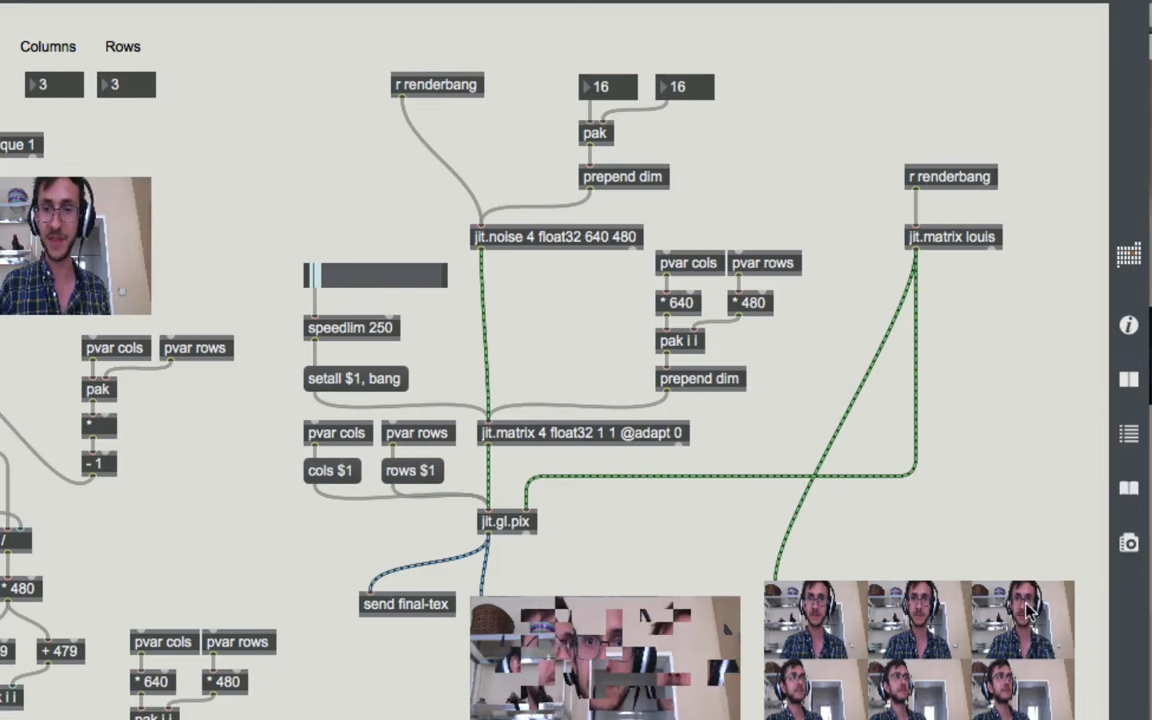 Columns Rows
3 3
r renderbang
16 16
pak
que 1
prepend dim
r renderbang
jit.noise 4 float32 640 480
jit.matrix louis
pvar cols pvar rows
* 640 * 480
speedlim 250
pak i i
pvar cols pvar rows
setall $1, bang
prepend dim
pak
*
pvar cols pvar rows
jit.matrix 4 float32 1 1 @adapt 0
- 1
cols $1 rows $1
jit.gl.pix
/
* 480
send final-tex
pvar cols pvar rows
9
+ 479
* 640 * 480
i i
pak i i